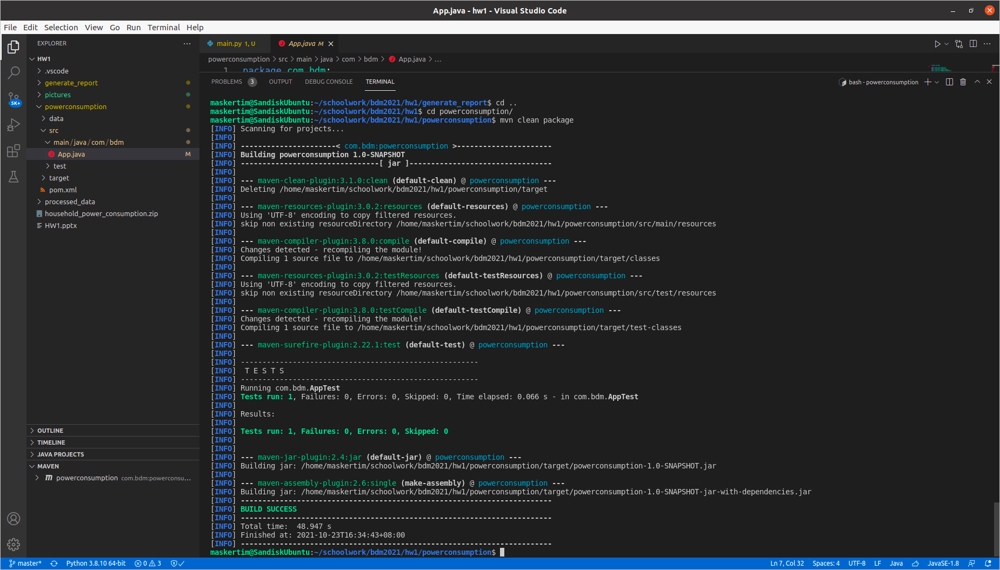 App.java - hw1 - Visual Studio Code
File Edit Selection View Go Run Terminal Help
EXPLORER
HW1
.vscode
generate_report
pictures
powerconsumption
data
src
main/java/com/bdm
App.java M
test
target
pom.xml
processed_data
household_power_consumption.zip
HW1.pptx
5K+
OUTLINE
TIMELINE
JAVA PROJECTS
MAVEN
powerconsumption com.bdm:powerconsu...
main.py 1, U App.java M
powerconsumption > src > main > java > com > bdm > App.java > ...
1 package com.bdm;
PROBLEMS 3 OUTPUT DEBUG CONSOLE TERMINAL bash - powerconsumption
maskertim@SandiskUbuntu:~/schoolwork/bdm2021/hw1/generate_report$ cd ..
maskertim@SandiskUbuntu:~/schoolwork/bdm2021/hw1$ cd powerconsumption/
maskertim@SandiskUbuntu:~/schoolwork/bdm2021/hw1/powerconsumption$ mvn clean package
[INFO] Scanning for projects...
[INFO]
[INFO] ----------------------< com.bdm:powerconsumption >----------------------
[INFO] Building powerconsumption 1.0-SNAPSHOT
[INFO] --------------------------------[ jar ]---------------------------------
[INFO]
[INFO] --- maven-clean-plugin:3.1.0:clean (default-clean) @ powerconsumption ---
[INFO] Deleting /home/maskertim/schoolwork/bdm2021/hw1/powerconsumption/target
[INFO]
[INFO] --- maven-resources-plugin:3.0.2:resources (default-resources) @ powerconsumption ---
[INFO] Using 'UTF-8' encoding to copy filtered resources.
[INFO] skip non existing resourceDirectory /home/maskertim/schoolwork/bdm2021/hw1/powerconsumption/src/main/resources
[INFO]
[INFO] --- maven-compiler-plugin:3.8.0:compile (default-compile) @ powerconsumption ---
[INFO] Changes detected - recompiling the module!
[INFO] Compiling 1 source file to /home/maskertim/schoolwork/bdm2021/hw1/powerconsumption/target/classes
[INFO]
[INFO] --- maven-resources-plugin:3.0.2:testResources (default-testResources) @ powerconsumption ---
[INFO] Using 'UTF-8' encoding to copy filtered resources.
[INFO] skip non existing resourceDirectory /home/maskertim/schoolwork/bdm2021/hw1/powerconsumption/src/test/resources
[INFO]
[INFO] --- maven-compiler-plugin:3.8.0:testCompile (default-testCompile) @ powerconsumption ---
[INFO] Changes detected - recompiling the module!
[INFO] Compiling 1 source file to /home/maskertim/schoolwork/bdm2021/hw1/powerconsumption/target/test-classes
[INFO]
[INFO] --- maven-surefire-plugin:2.22.1:test (default-test) @ powerconsumption ---
[INFO]
[INFO] -------------------------------------------------------
[INFO]  T E S T S
[INFO] -------------------------------------------------------
[INFO] Running com.bdm.AppTest
[INFO] Tests run: 1, Failures: 0, Errors: 0, Skipped: 0, Time elapsed: 0.066 s - in com.bdm.AppTest
[INFO]
[INFO] Results:
[INFO]
[INFO] Tests run: 1, Failures: 0, Errors: 0, Skipped: 0
[INFO]
[INFO]
[INFO] --- maven-jar-plugin:2.4:jar (default-jar) @ powerconsumption ---
[INFO] Building jar: /home/maskertim/schoolwork/bdm2021/hw1/powerconsumption/target/powerconsumption-1.0-SNAPSHOT.jar
[INFO]
[INFO] --- maven-assembly-plugin:2.6:single (make-assembly) @ powerconsumption ---
[INFO] Building jar: /home/maskertim/schoolwork/bdm2021/hw1/powerconsumption/target/powerconsumption-1.0-SNAPSHOT-jar-with-dependencies.jar
[INFO] ------------------------------------------------------------------------
[INFO] BUILD SUCCESS
[INFO] ------------------------------------------------------------------------
[INFO] Total time:  48.947 s
[INFO] Finished at: 2021-10-23T16:34:43+08:00
[INFO] ------------------------------------------------------------------------
maskertim@SandiskUbuntu:~/schoolwork/bdm2021/hw1/powerconsumption$
master* Python 3.8.10 64-bit 0 3 Ln 7, Col 32 Spaces: 4 UTF-8 LF Java JavaSE-1.8